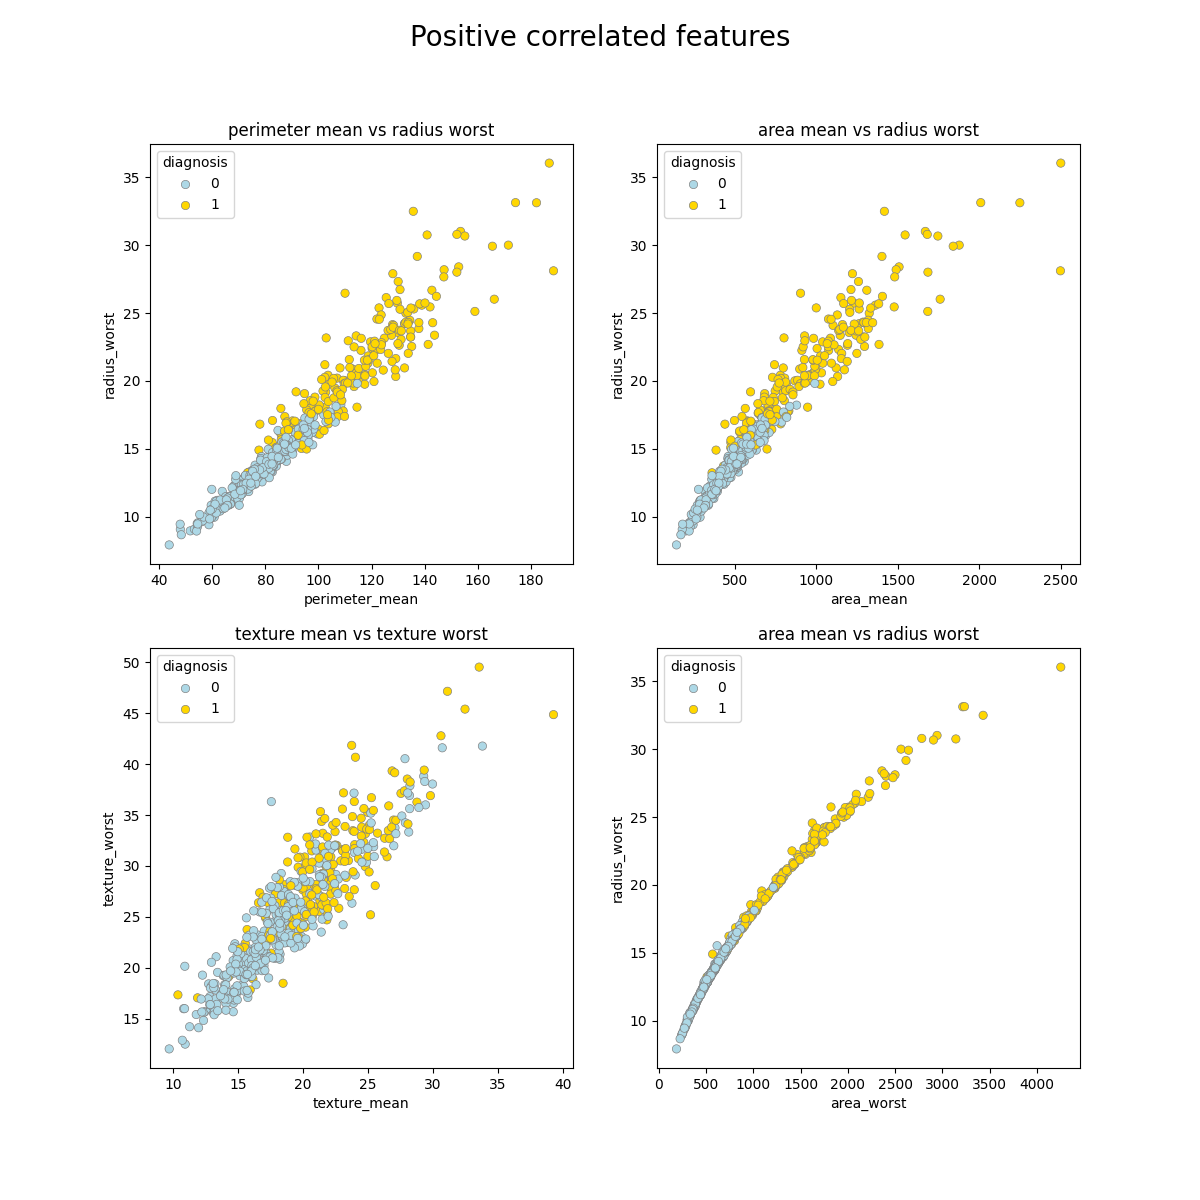 Positive correlated features
perimeter mean vs radius worst
diagnosis
0
1
35
30
25
20
15
10
radius_worst
40 60 80 100 120 140 160 180
perimeter_mean
area mean vs radius worst
diagnosis
0
1
35
30
25
20
15
10
radius_worst
500 1000 1500 2000 2500
area_mean
texture mean vs texture worst
diagnosis
0
1
50
45
40
35
30
25
20
15
texture_worst
10 15 20 25 30 35 40
texture_mean
area mean vs radius worst
diagnosis
0
1
35
30
25
20
15
10
radius_worst
0 500 1000 1500 2000 2500 3000 3500 4000
area_worst